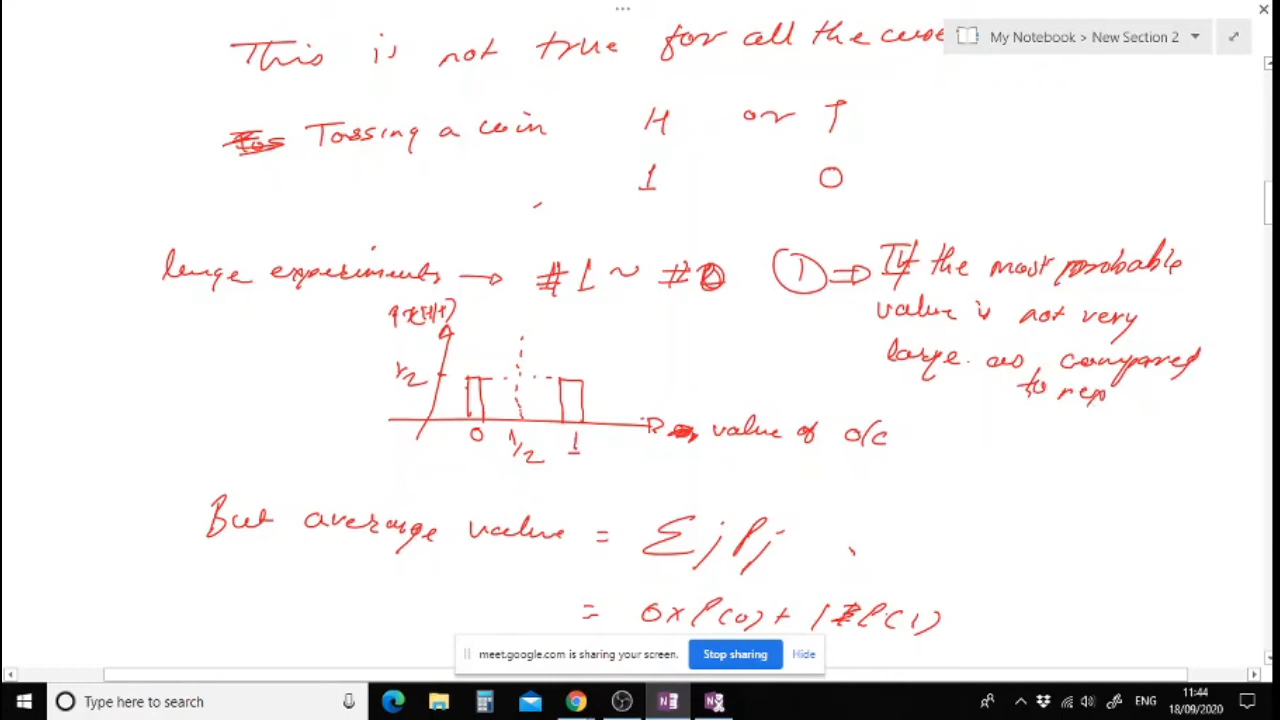 This is not true for all the case
My Notebook > New Section 2
Tossing a coin H or T
1 0
large experiments → #1 ~ #0 ① ⇒ If the most probable
value is not very
large as compared
to rep
1/2
0 1/2 1
value of o/c
But average value = Σ j Pj
= 0 x P(0) + 1 P(1)
meet.google.com is sharing your screen. Stop sharing Hide
Type here to search
ENG
11:44
18/09/2020